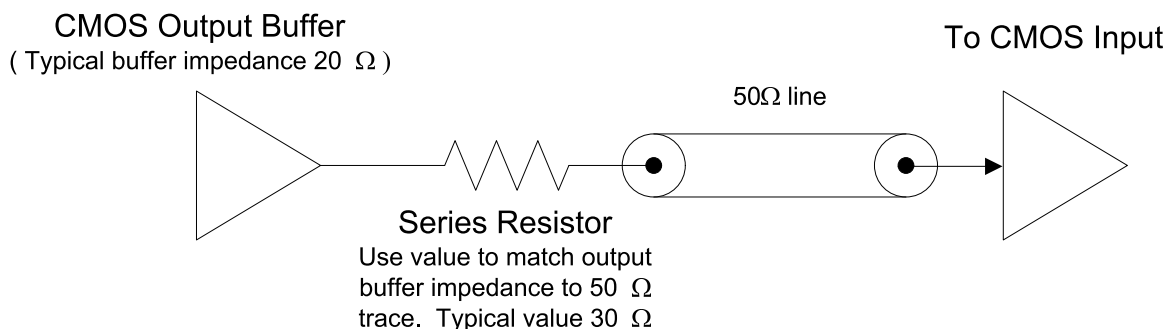 CMOS Output Buffer
( Typical buffer impedance 20 Ω )
To CMOS Input
50Ω line
Series Resistor
Use value to match output
buffer impedance to 50 Ω
trace. Typical value 30 Ω